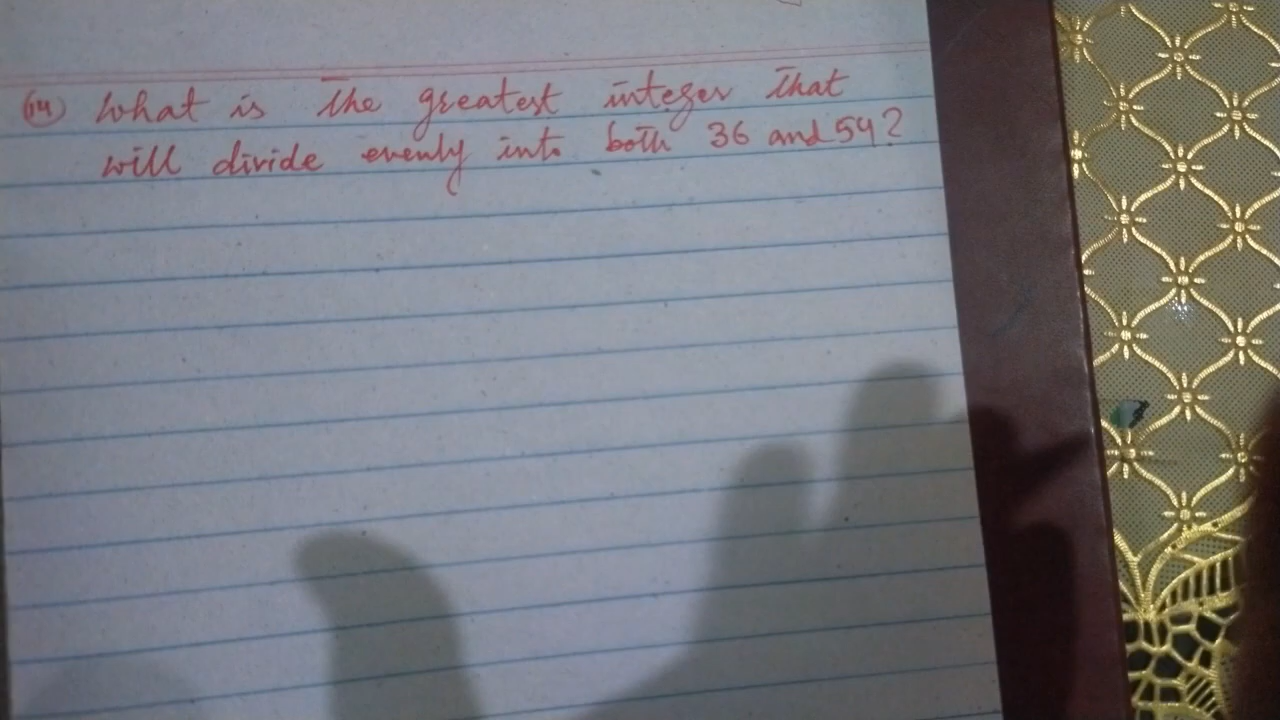 (14) What is the greatest integer that
will divide evenly into both 36 and 54?